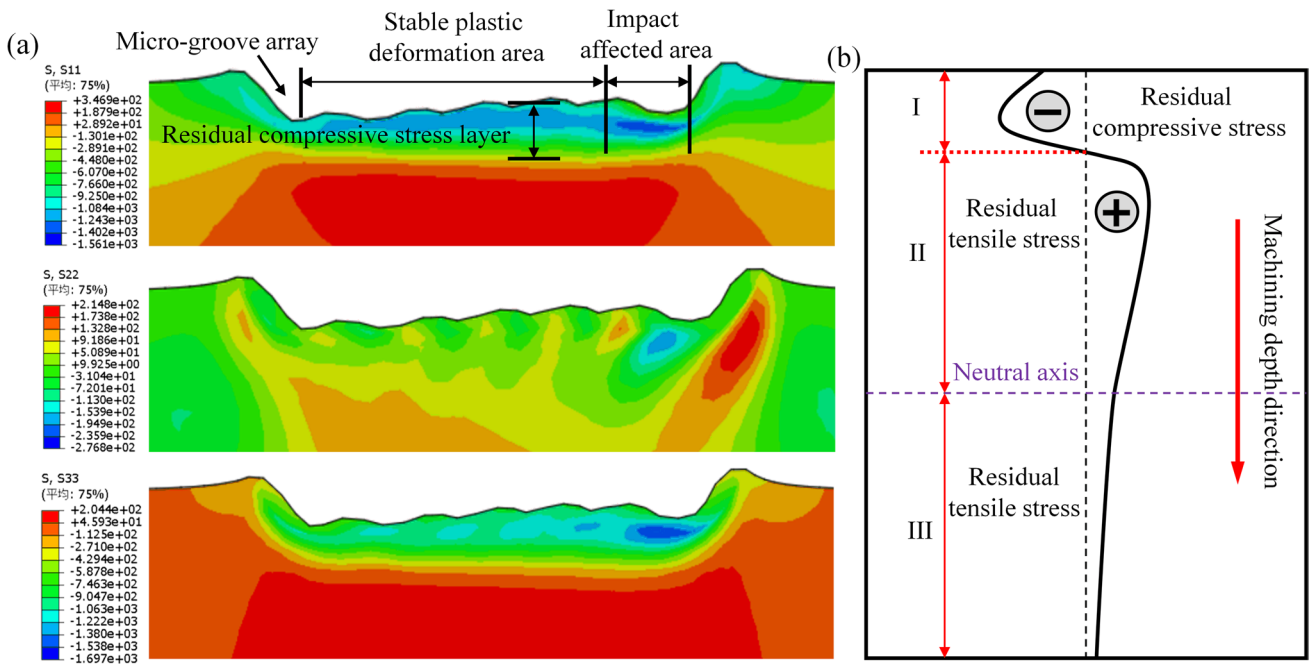 (a)
Micro-groove array
Stable plastic
deformation area
Impact
affected area
Residual compressive stress layer
S, S11
(平均: 75%)
+3.469e+02
+1.879e+02
+2.892e+01
-1.301e+02
-2.891e+02
-4.480e+02
-6.070e+02
-7.660e+02
-9.250e+02
-1.084e+03
-1.243e+03
-1.402e+03
-1.561e+03
S, S22
(平均: 75%)
+2.148e+02
+1.738e+02
+1.328e+02
+9.186e+01
+5.089e+01
+9.925e+00
-3.104e+01
-7.201e+01
-1.130e+02
-1.539e+02
-1.949e+02
-2.359e+02
-2.768e+02
S, S33
(平均: 75%)
+2.044e+02
+4.593e+01
-1.125e+02
-2.710e+02
-4.294e+02
-5.878e+02
-7.463e+02
-9.047e+02
-1.063e+03
-1.222e+03
-1.380e+03
-1.538e+03
-1.697e+03
(b)
I
−
Residual
compressive stress
II
Residual
tensile stress
+
Neutral axis
III
Residual
tensile stress
Machining depth direction